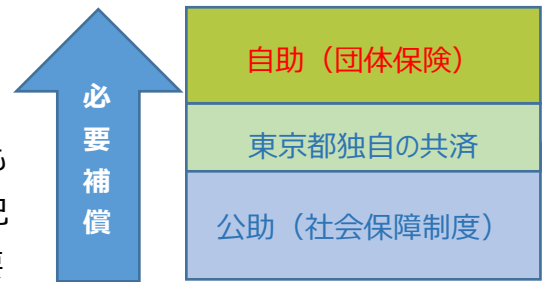 必要補償
自助（団体保険）
東京都独自の共済
公助（社会保障制度）